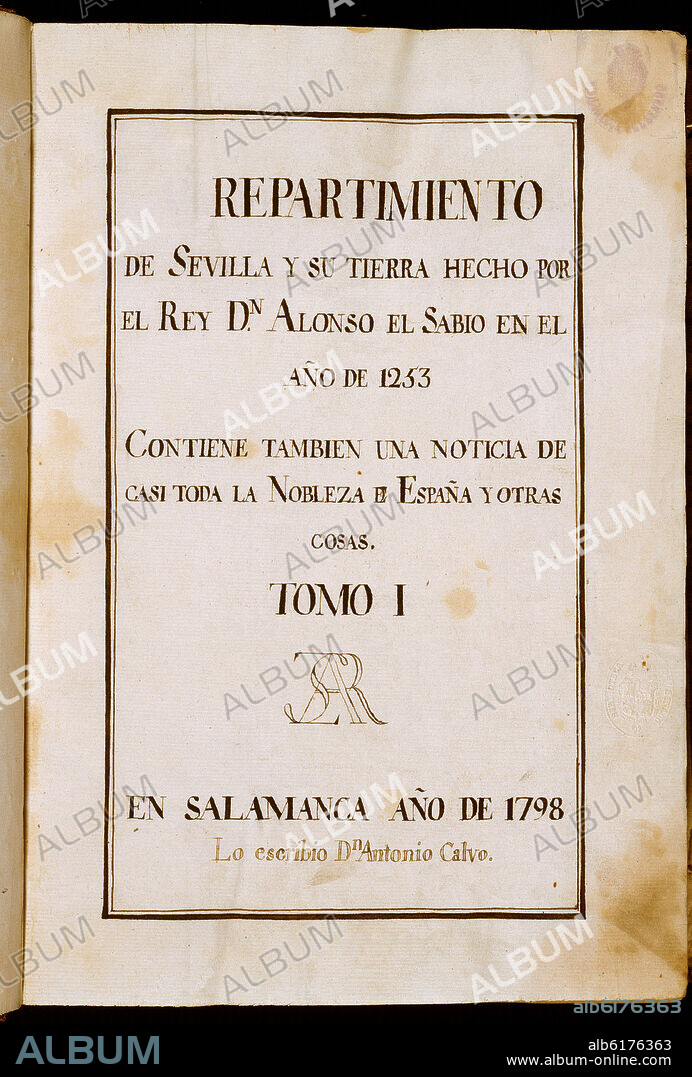 REPARTIMIENTO
DE SEVILLA Y SU TIERRA HECHO POR
EL REY D.N ALONSO EL SABIO EN EL
AÑO DE 1253
CONTIENE TAMBIEN UNA NOTICIA DE
CASI TODA LA NOBLEZA DE ESPAÑA Y OTRAS
COSAS.
TOMO I
EN SALAMANCA AÑO DE 1798
Lo escribio Dn Antonio Calvo.
ALBUM
alb6176363
alb6176363
www.album-online.com